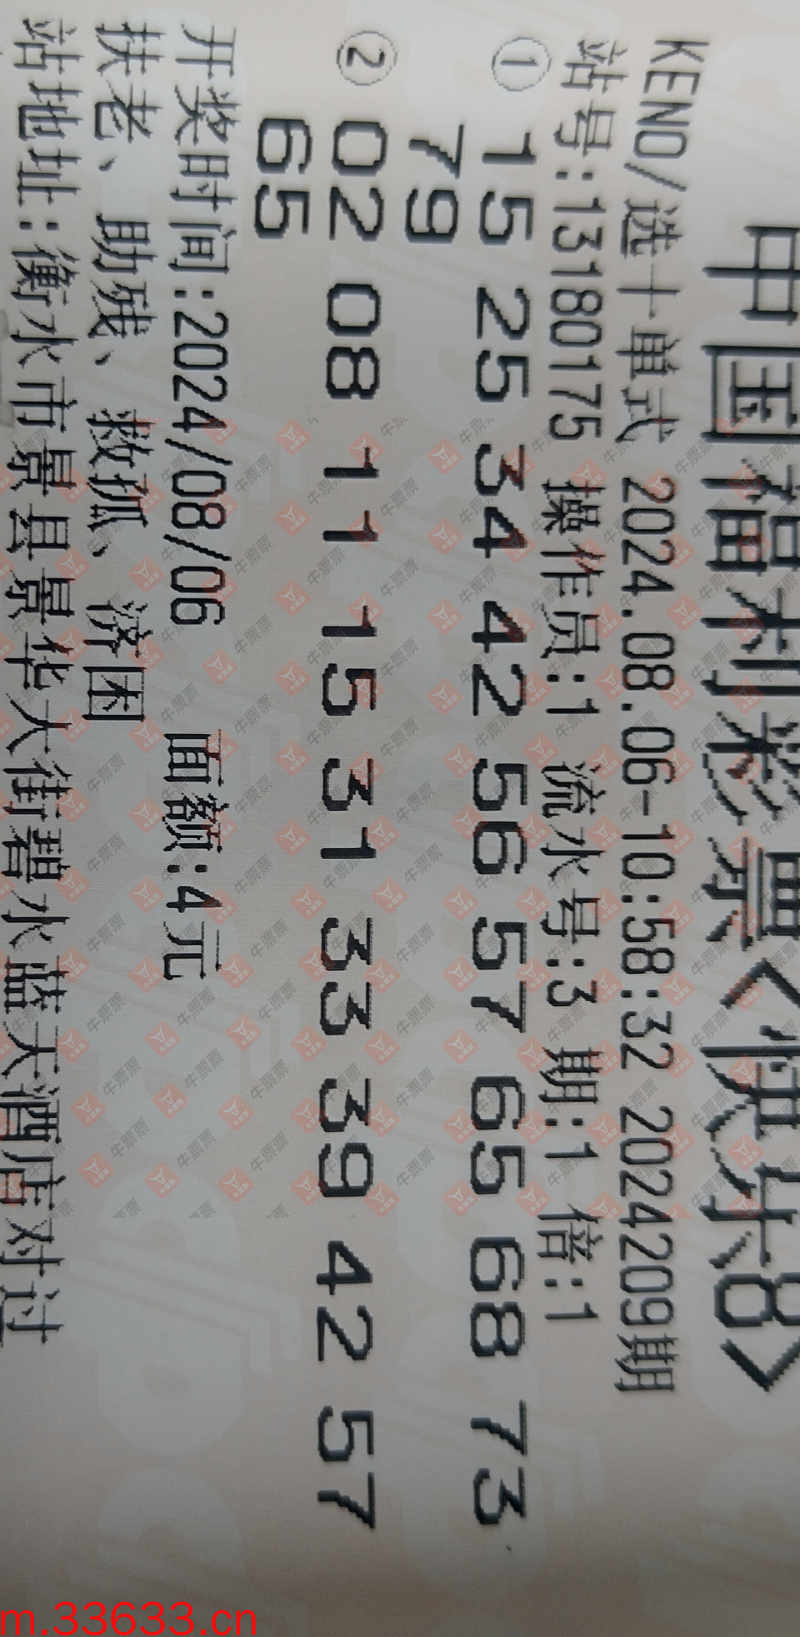 中国福利彩票<快乐8>
KENO/选十单式 2024.08.06-10:58:32 2024209期
站号:13180175 操作员:1 流水号:3 期:1 倍:1
① 15 25 34 42 56 57 65 68 73
79
② 02 08 11 15 31 33 39 42 57
65
开奖时间:2024/08/06 面额:4元
扶老、助残、救孤、济困
站地址:衡水市景县景华大街碧水蓝天酒店对过
牛票票
m.33633.cn